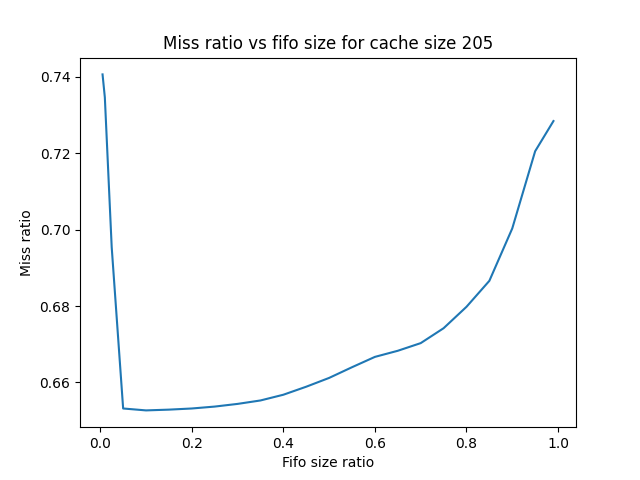 Miss ratio vs fifo size for cache size 205
0.74
0.72
0.70
0.68
0.66
Miss ratio
0.0 0.2 0.4 0.6 0.8 1.0
Fifo size ratio